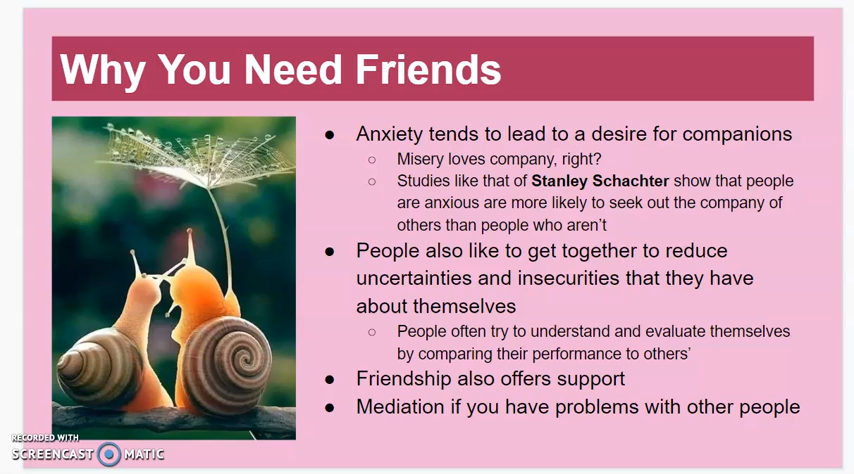 Why You Need Friends
● Anxiety tends to lead to a desire for companions
○ Misery loves company, right?
○ Studies like that of Stanley Schachter show that people
are anxious are more likely to seek out the company of
others than people who aren't
● People also like to get together to reduce
uncertainties and insecurities that they have
about themselves
○ People often try to understand and evaluate themselves
by comparing their performance to others'
● Friendship also offers support
● Mediation if you have problems with other people
RECORDED WITH
SCREENCAST MATIC